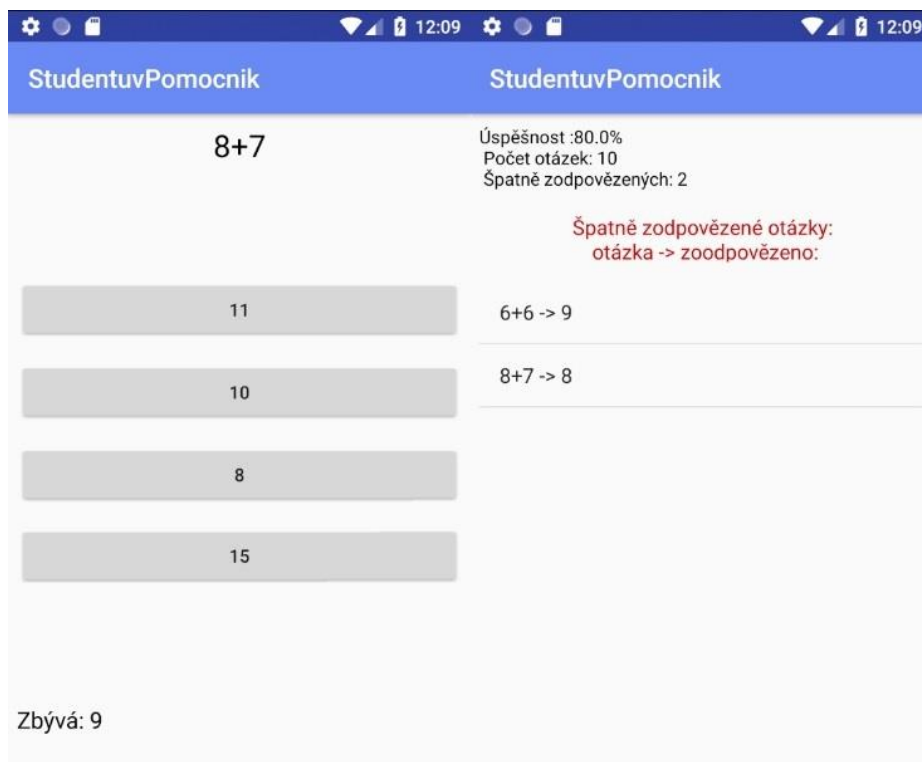 12:09
StudentuvPomocnik
8+7
11
10
8
15
Zbývá: 9
12:09
StudentuvPomocnik
Úspěšnost :80.0%
Počet otázek: 10
Špatně zodpovězených: 2
Špatně zodpovězené otázky:
otázka -> zoodpovězeno:
6+6 -> 9
8+7 -> 8